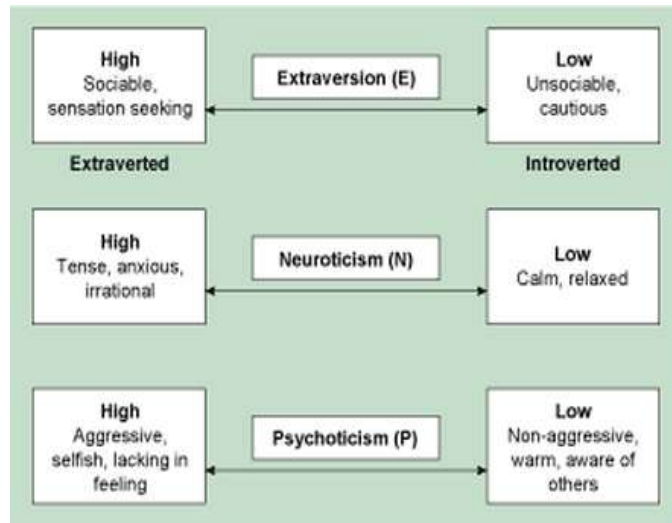 High
Sociable,
sensation seeking
Extraversion (E)
Low
Unsociable,
cautious
Extraverted
Introverted
High
Tense, anxious,
irrational
Neuroticism (N)
Low
Calm, relaxed
High
Aggressive,
selfish, lacking in
feeling
Psychoticism (P)
Low
Non-aggressive,
warm, aware of
others